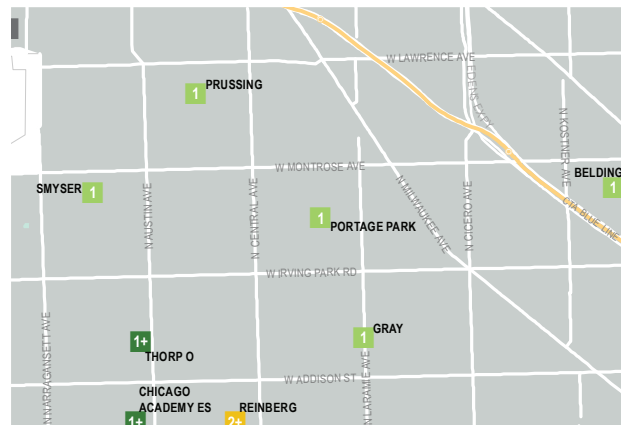 W LAWRENCE AVE
PRUSSING
1
EDENS EXPY
N KOSTNER AVE
W MONTROSE AVE
BELDING
1
SMYSER
1
N AUSTIN AVE
N CENTRAL AVE
1
PORTAGE PARK
N MILWAUKEE AVE
N CICERO AVE
CTA BLUE LINE
W IRVING PARK RD
N NARRAGANSETT AVE
1+
THORP O
1
GRAY
N LARAMIE AVE
W ADDISON ST
CHICAGO
ACADEMY ES
1+
REINBERG
2+